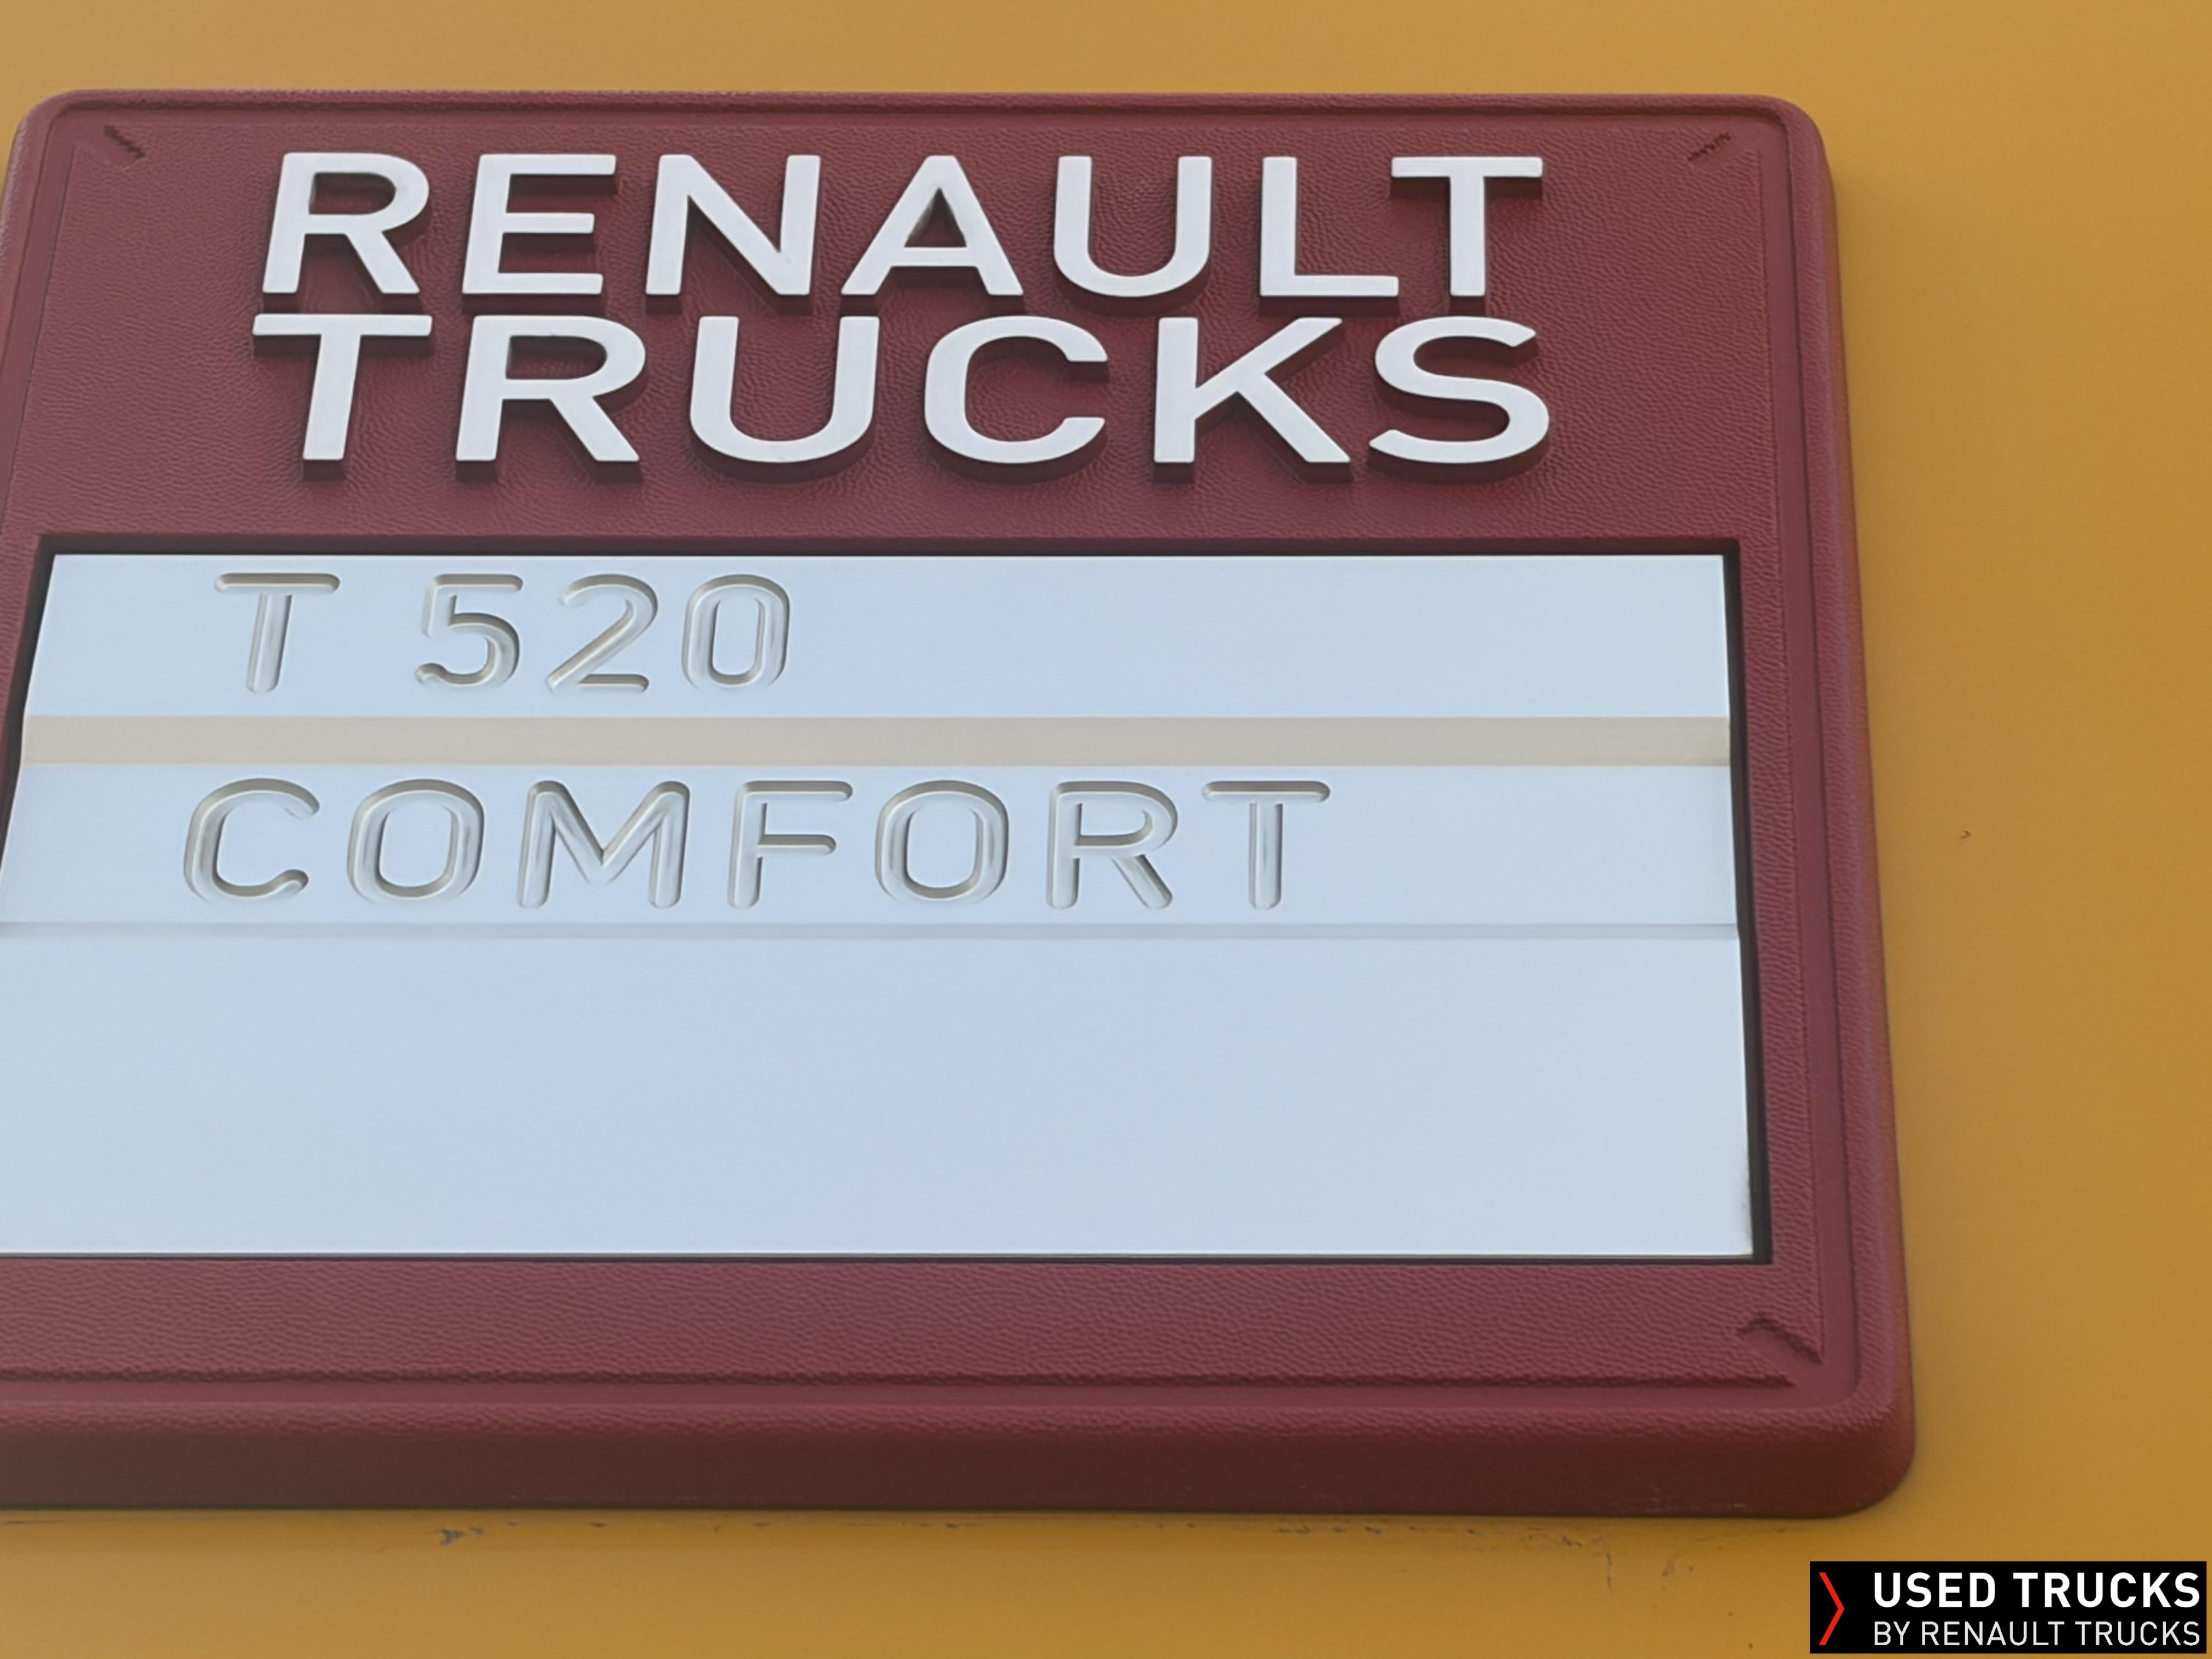 RENAULT
TRUCKS
T 520
COMFORT
USED TRUCKS
BY RENAULT TRUCKS